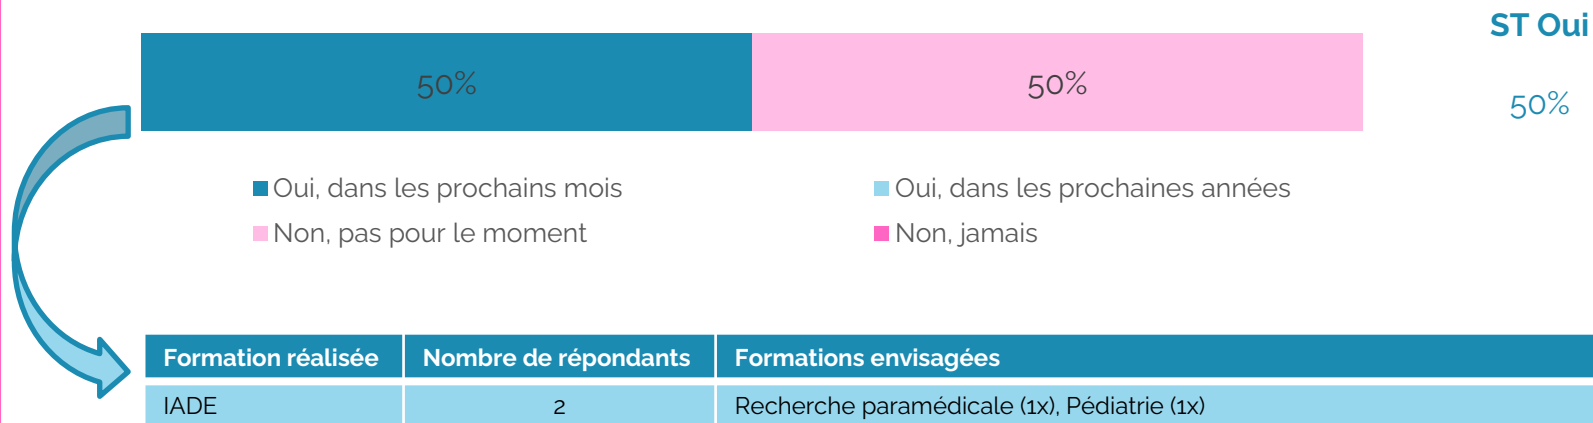 ST Oui
50% 50% 50%
Oui, dans les prochains mois Oui, dans les prochaines années
Non, pas pour le moment Non, jamais
Formation réalisée Nombre de répondants Formations envisagées
IADE 2 Recherche paramédicale (1x), Pédiatrie (1x)